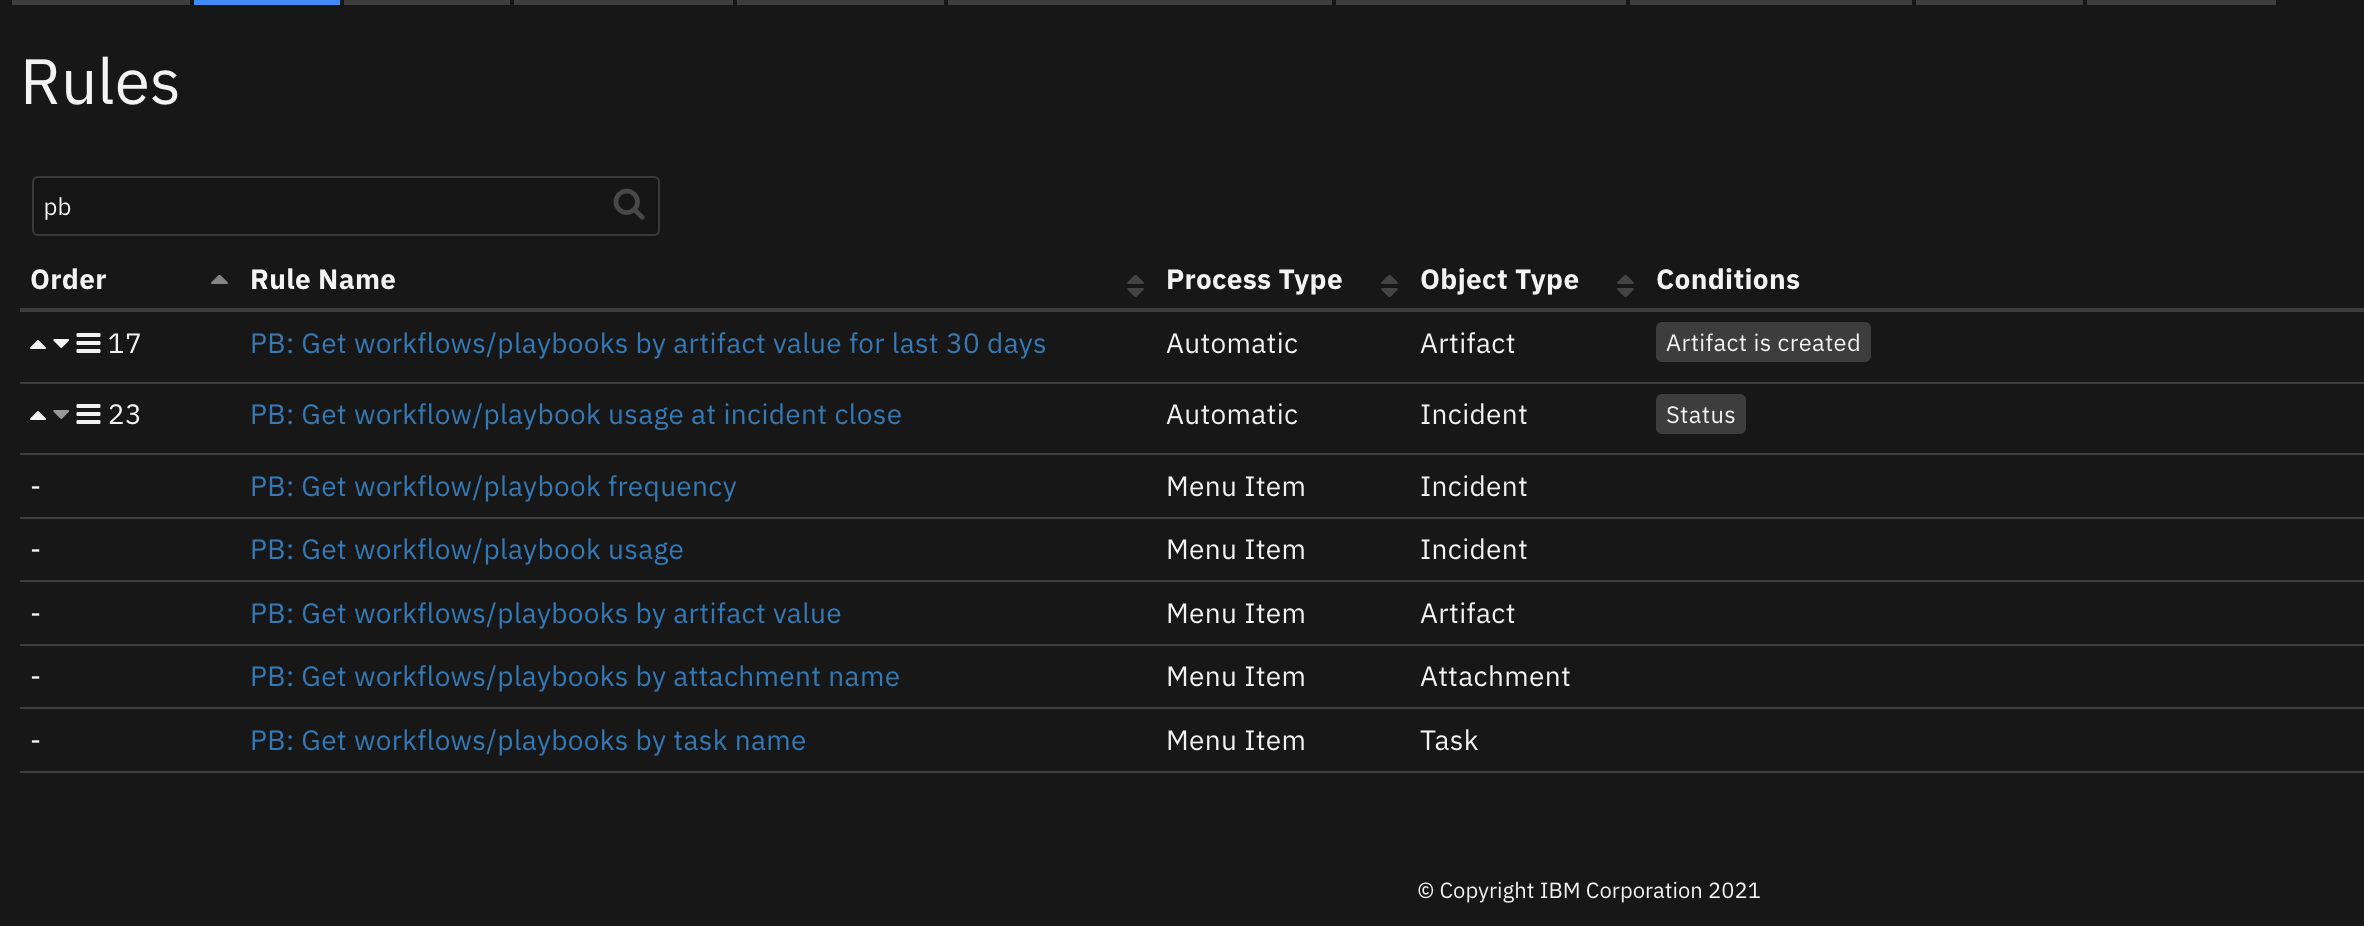 Rules
pb
Order Rule Name Process Type Object Type Conditions
17 PB: Get workflows/playbooks by artifact value for last 30 days Automatic Artifact Artifact is created
23 PB: Get workflow/playbook usage at incident close Automatic Incident Status
- PB: Get workflow/playbook frequency Menu Item Incident
- PB: Get workflow/playbook usage Menu Item Incident
- PB: Get workflows/playbooks by artifact value Menu Item Artifact
- PB: Get workflows/playbooks by attachment name Menu Item Attachment
- PB: Get workflows/playbooks by task name Menu Item Task
© Copyright IBM Corporation 2021